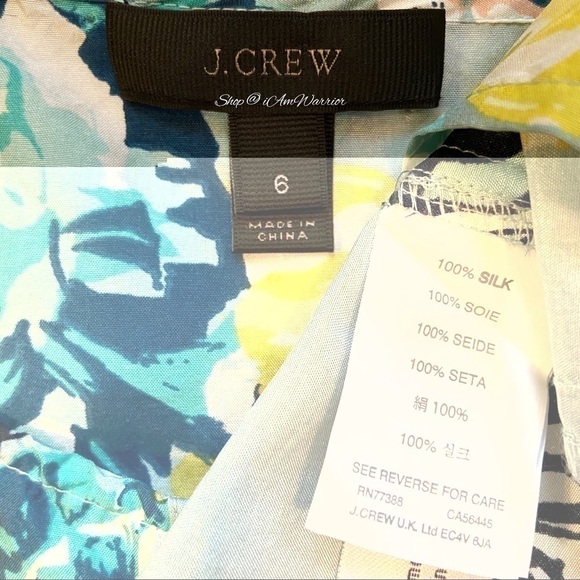 J.CREW
Shop @ iAmWarrior
6
MADE IN
CHINA
100% SILK
100% SOIE
100% SEIDE
100% SETA
絹 100%
100% 실크
SEE REVERSE FOR CARE
RN77388 CA56445
J.CREW U.K. Ltd EC4V 8JA